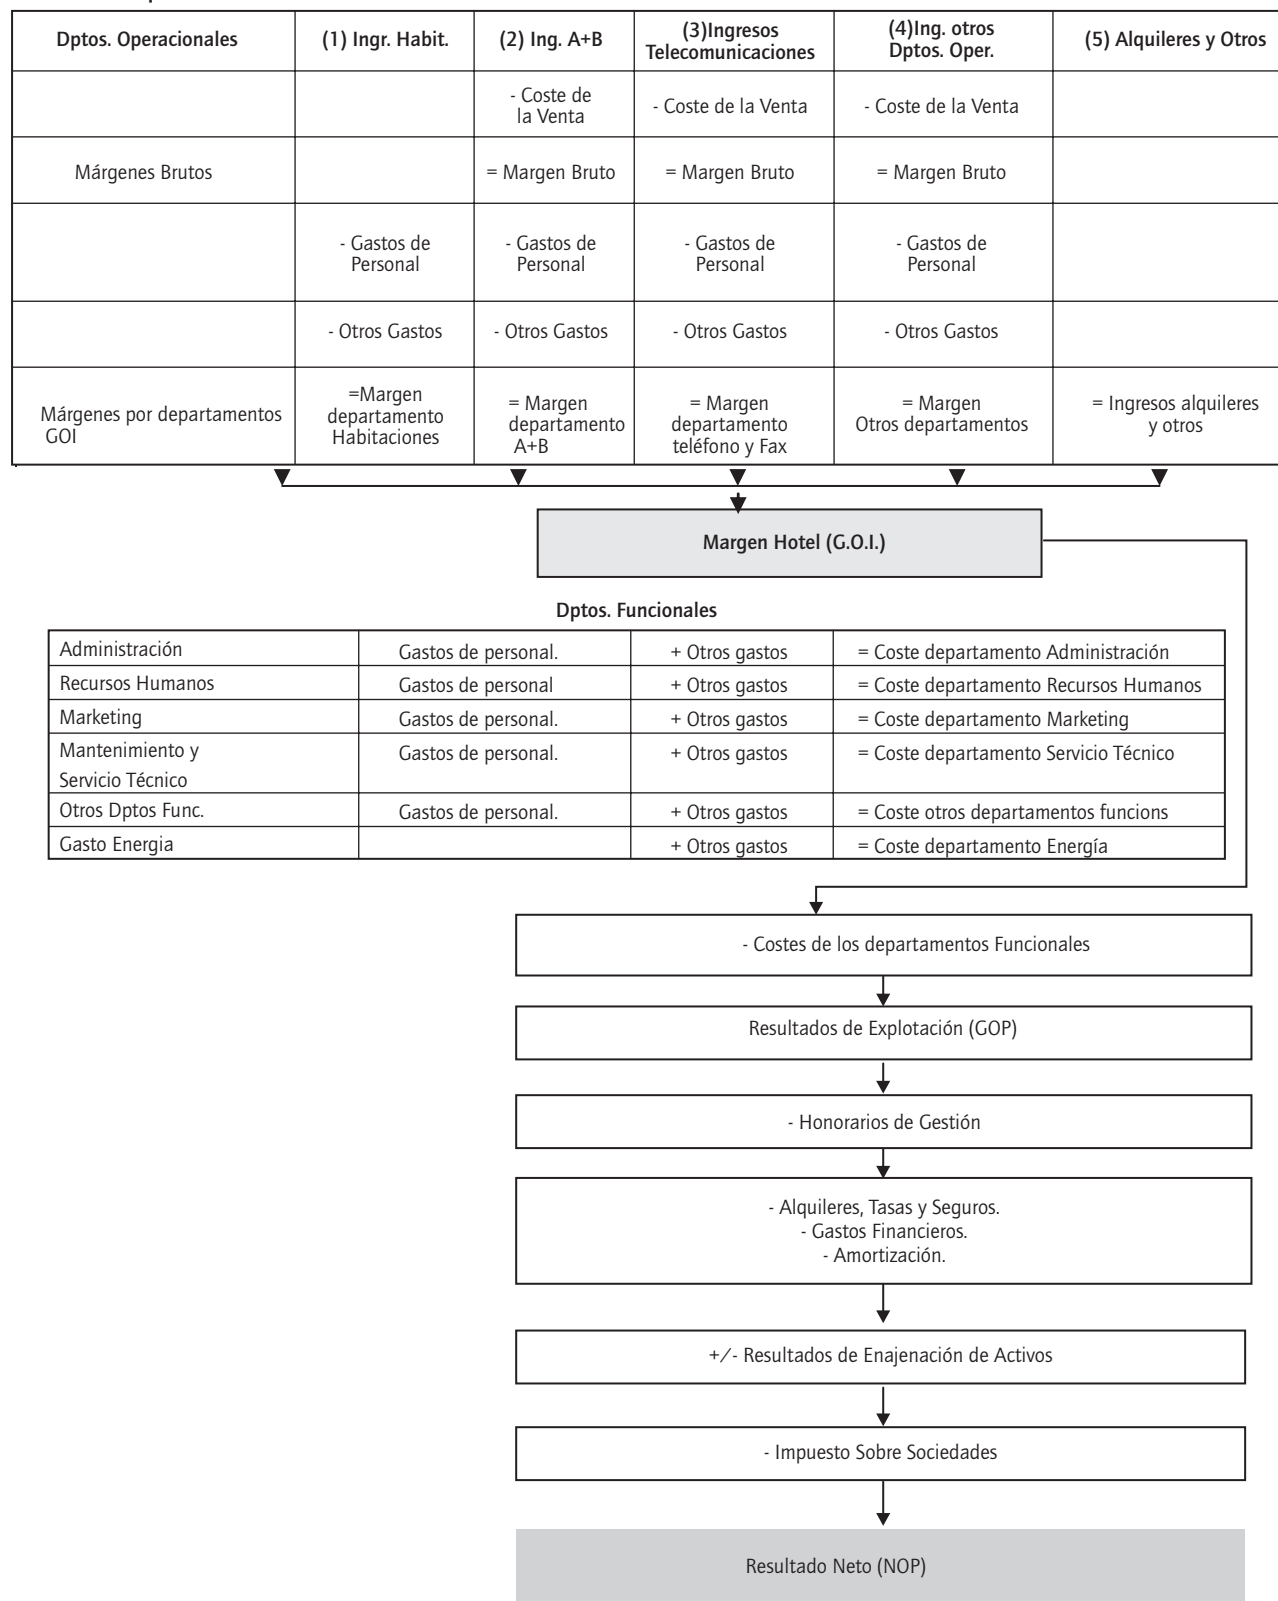 Dptos. Operacionales
(1) Ingr. Habit.
(2) Ing. A+B
(3)Ingresos
Telecomunicaciones
(4)Ing. otros
Dptos. Oper.
(5) Alquileres y Otros
- Coste de
la Venta
- Coste de la Venta
- Coste de la Venta
Márgenes Brutos
= Margen Bruto
= Margen Bruto
= Margen Bruto
- Gastos de
Personal
- Gastos de
Personal
- Gastos de
Personal
- Gastos de
Personal
- Otros Gastos
- Otros Gastos
- Otros Gastos
- Otros Gastos
Márgenes por departamentos
GOI
=Margen
departamento
Habitaciones
= Margen
departamento
A+B
= Margen
departamento
teléfono y Fax
= Margen
Otros departamentos
= Ingresos alquileres
y otros
Margen Hotel (G.O.I.)
Dptos. Funcionales
Administración
Gastos de personal.
+ Otros gastos
= Coste departamento Administración
Recursos Humanos
Gastos de personal
+ Otros gastos
= Coste departamento Recursos Humanos
Marketing
Gastos de personal.
+ Otros gastos
= Coste departamento Marketing
Mantenimiento y
Servicio Técnico
Gastos de personal.
+ Otros gastos
= Coste departamento Servicio Técnico
Otros Dptos Func.
Gastos de personal.
+ Otros gastos
= Coste otros departamentos funcions
Gasto Energia
+ Otros gastos
= Coste departamento Energía
- Costes de los departamentos Funcionales
Resultados de Explotación (GOP)
- Honorarios de Gestión
- Alquileres, Tasas y Seguros.
- Gastos Financieros.
- Amortización.
+/- Resultados de Enajenación de Activos
- Impuesto Sobre Sociedades
Resultado Neto (NOP)